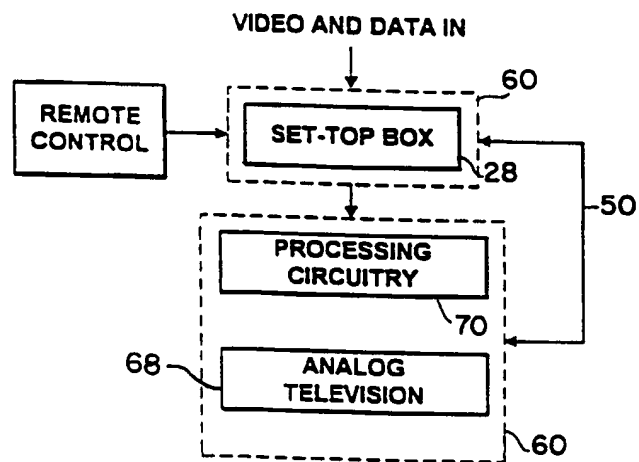 VIDEO AND DATA IN
60
REMOTE
CONTROL
SET-TOP BOX
28
50
PROCESSING
CIRCUITRY
70
68
ANALOG
TELEVISION
60